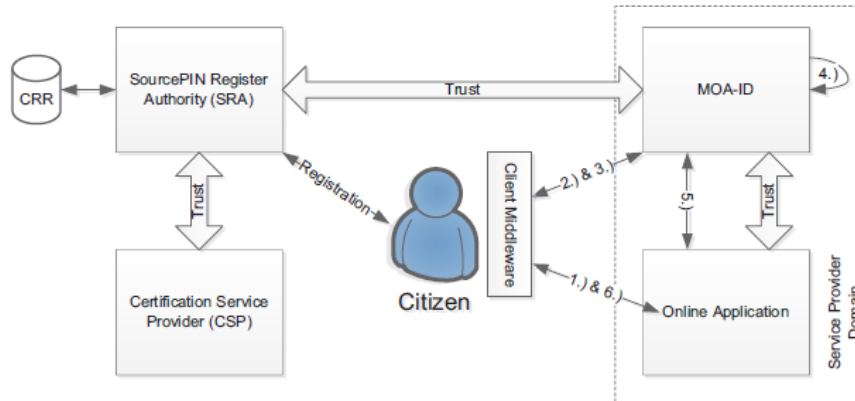 CRR
SourcePIN Register
Authority (SRA)
Trust
MOA-ID
4.)
Trust
Registration
Citizen
Client Middleware
2.) & 3.)
1.) & 6.)
5.)
Trust
Certification Service
Provider (CSP)
Online Application
Service Provider
Domain